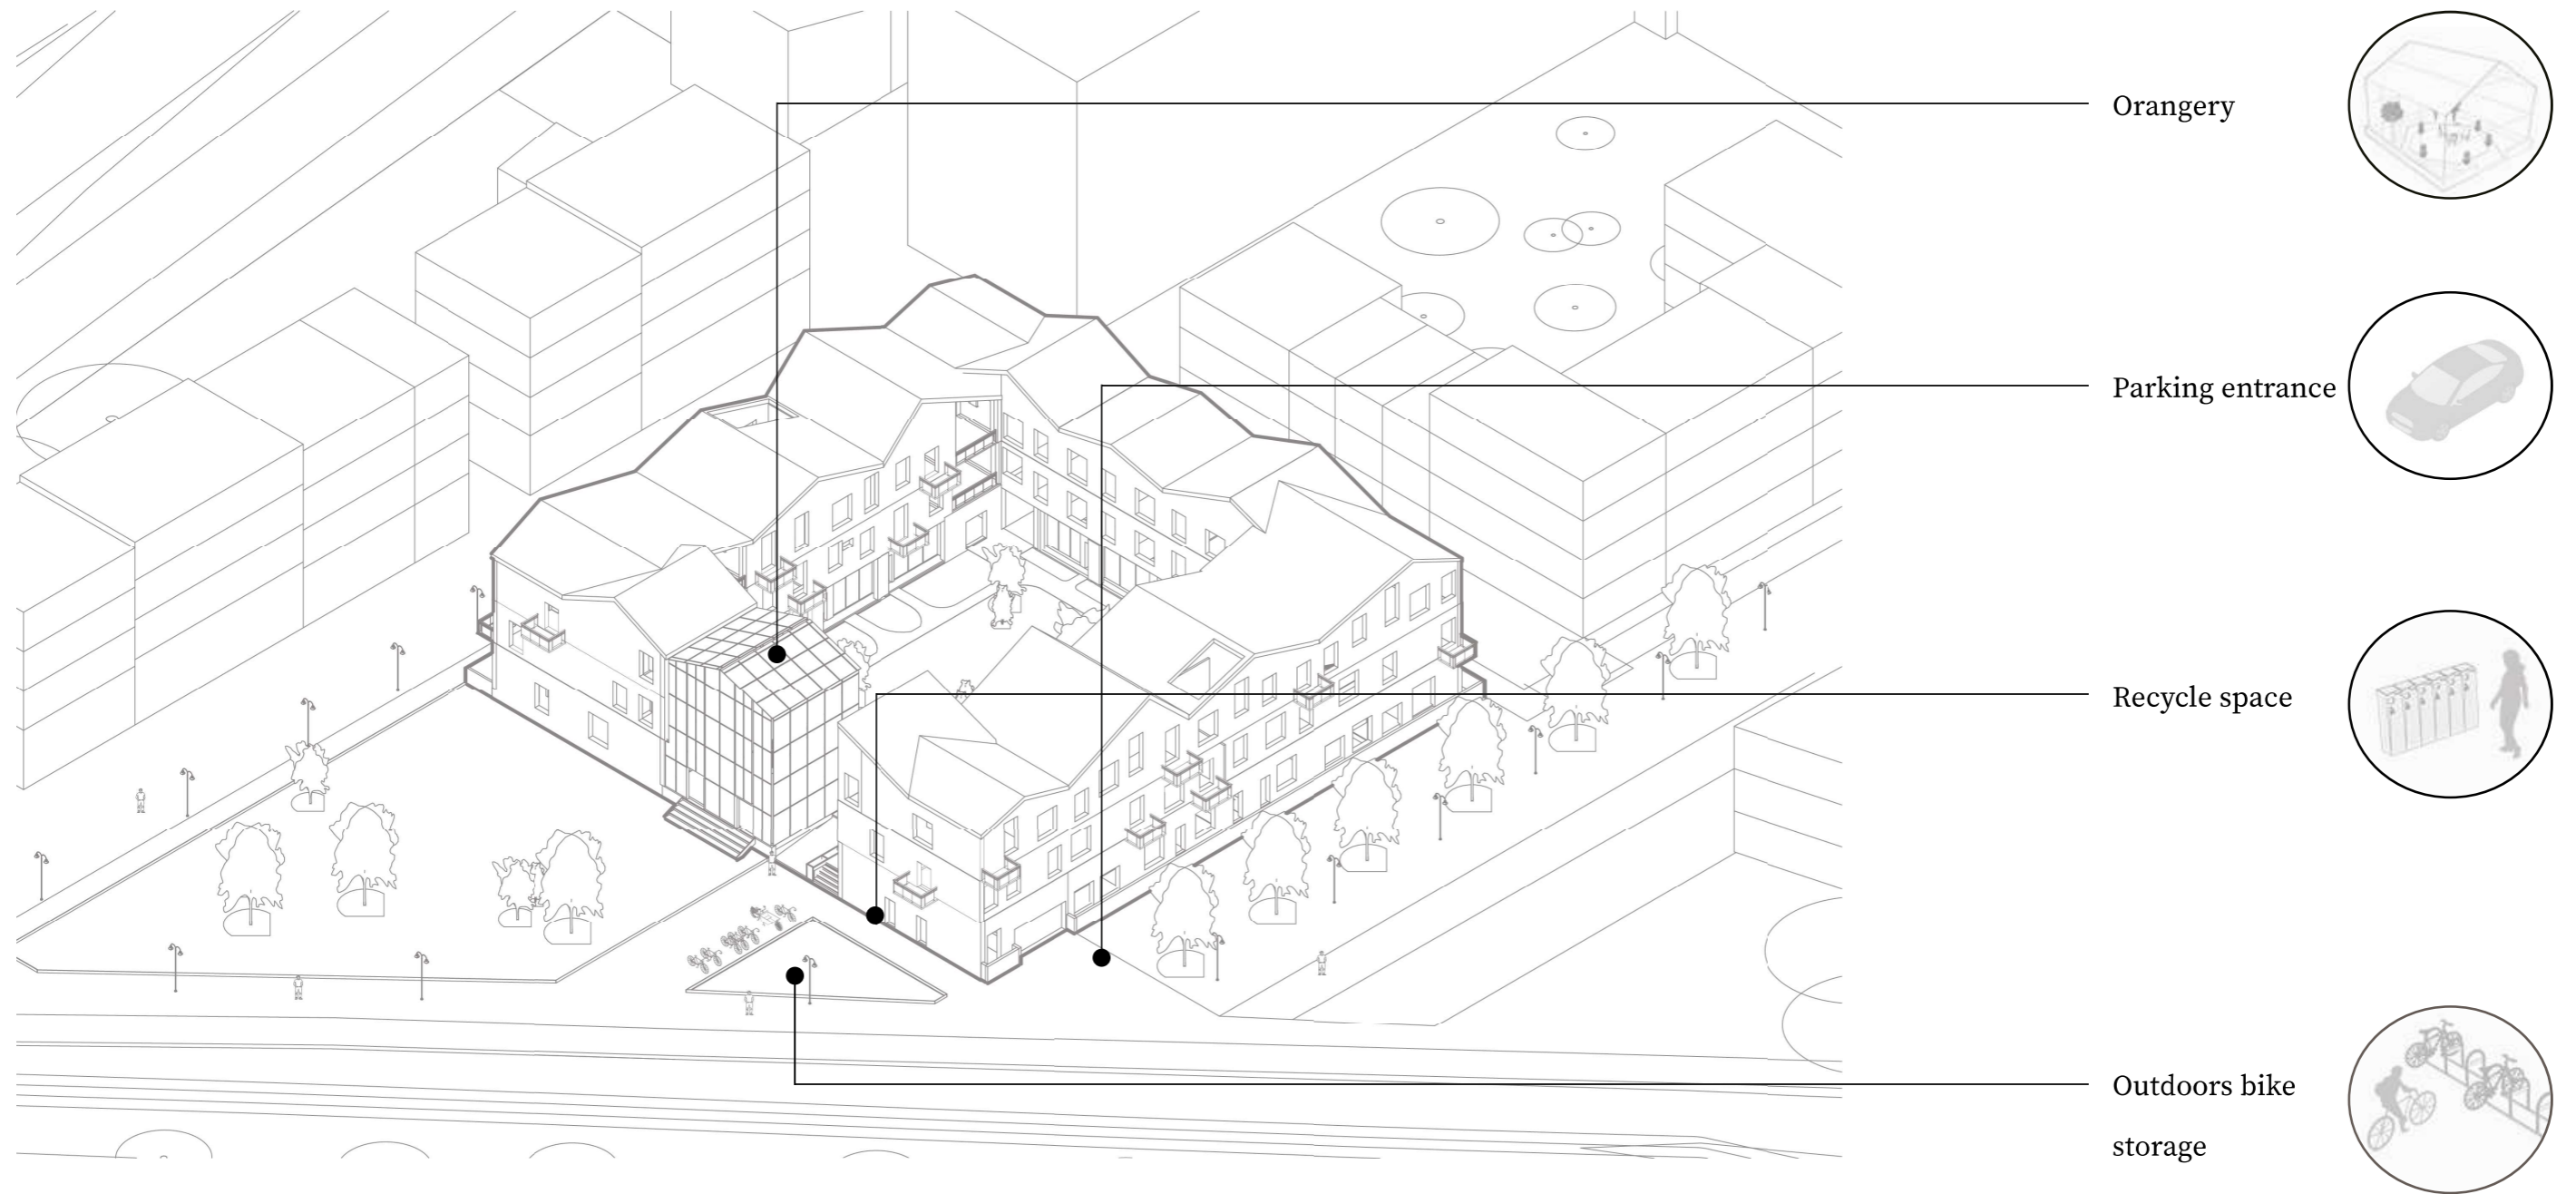 Orangery
Parking entrance
Recycle space
Outdoors bike
storage